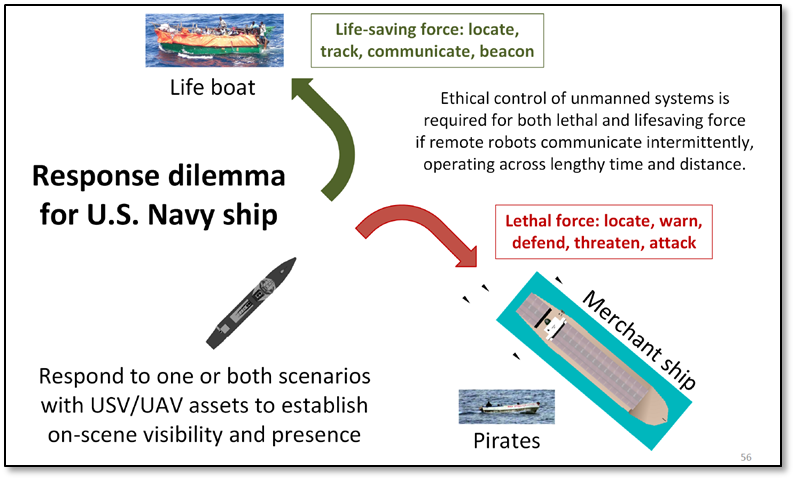 Life-saving force: locate,
track, communicate, beacon
Life boat
Ethical control of unmanned systems is
required for both lethal and lifesaving force
if remote robots communicate intermittently,
operating across lengthy time and distance.
Response dilemma
for U.S. Navy ship
Lethal force: locate, warn,
defend, threaten, attack
Merchant ship
Respond to one or both scenarios
with USV/UAV assets to establish
on-scene visibility and presence
Pirates
56